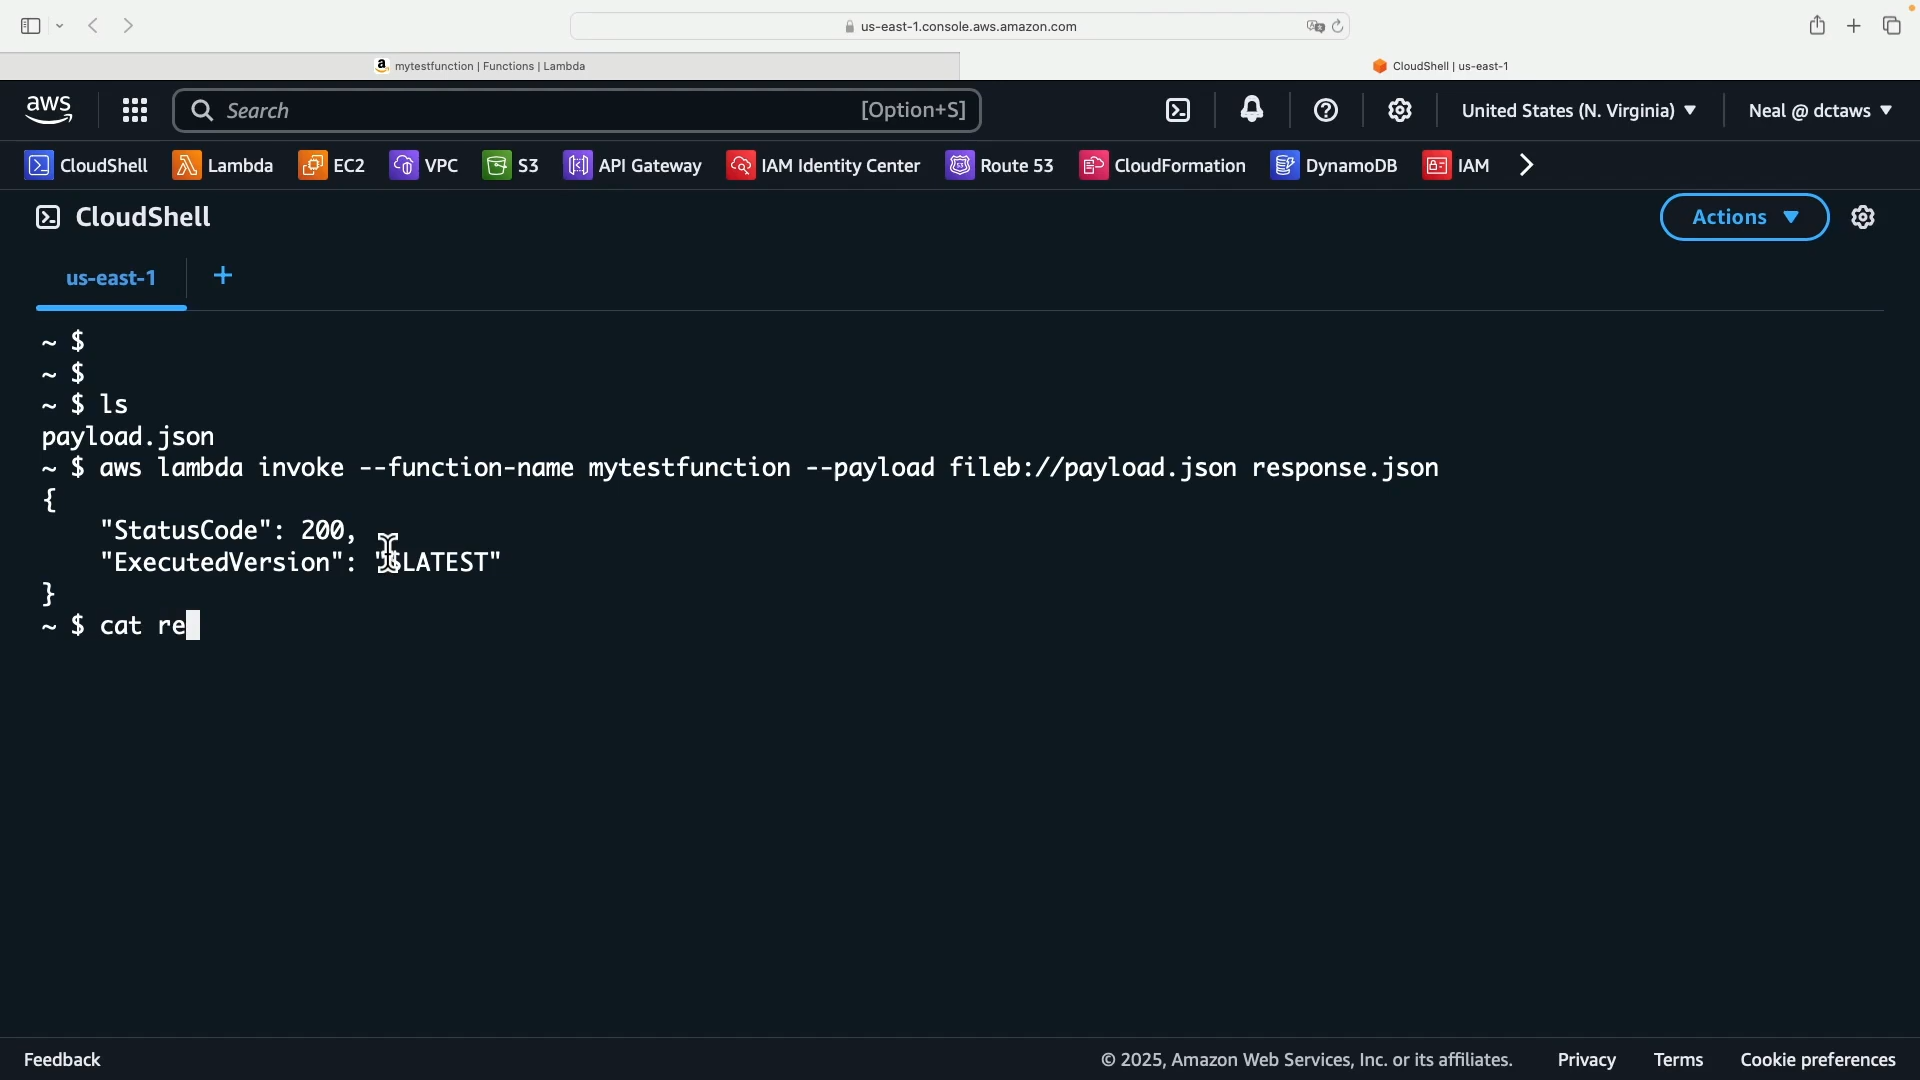 us-east-1.console.aws.amazon.com
mytestfunction | Functions | Lambda
CloudShell | us-east-1
aws
Search
[Option+S]
United States (N. Virginia)
Neal @ dctaws
CloudShell
Lambda
EC2
VPC
S3
API Gateway
IAM Identity Center
Route 53
CloudFormation
DynamoDB
IAM
CloudShell
Actions
us-east-1
~ $
~ $
~ $ ls
payload.json
~ $ aws lambda invoke --function-name mytestfunction --payload fileb://payload.json response.json
{
"StatusCode": 200,
"ExecutedVersion": "$LATEST"
}
~ $ cat re
Feedback
© 2025, Amazon Web Services, Inc. or its affiliates.
Privacy
Terms
Cookie preferences